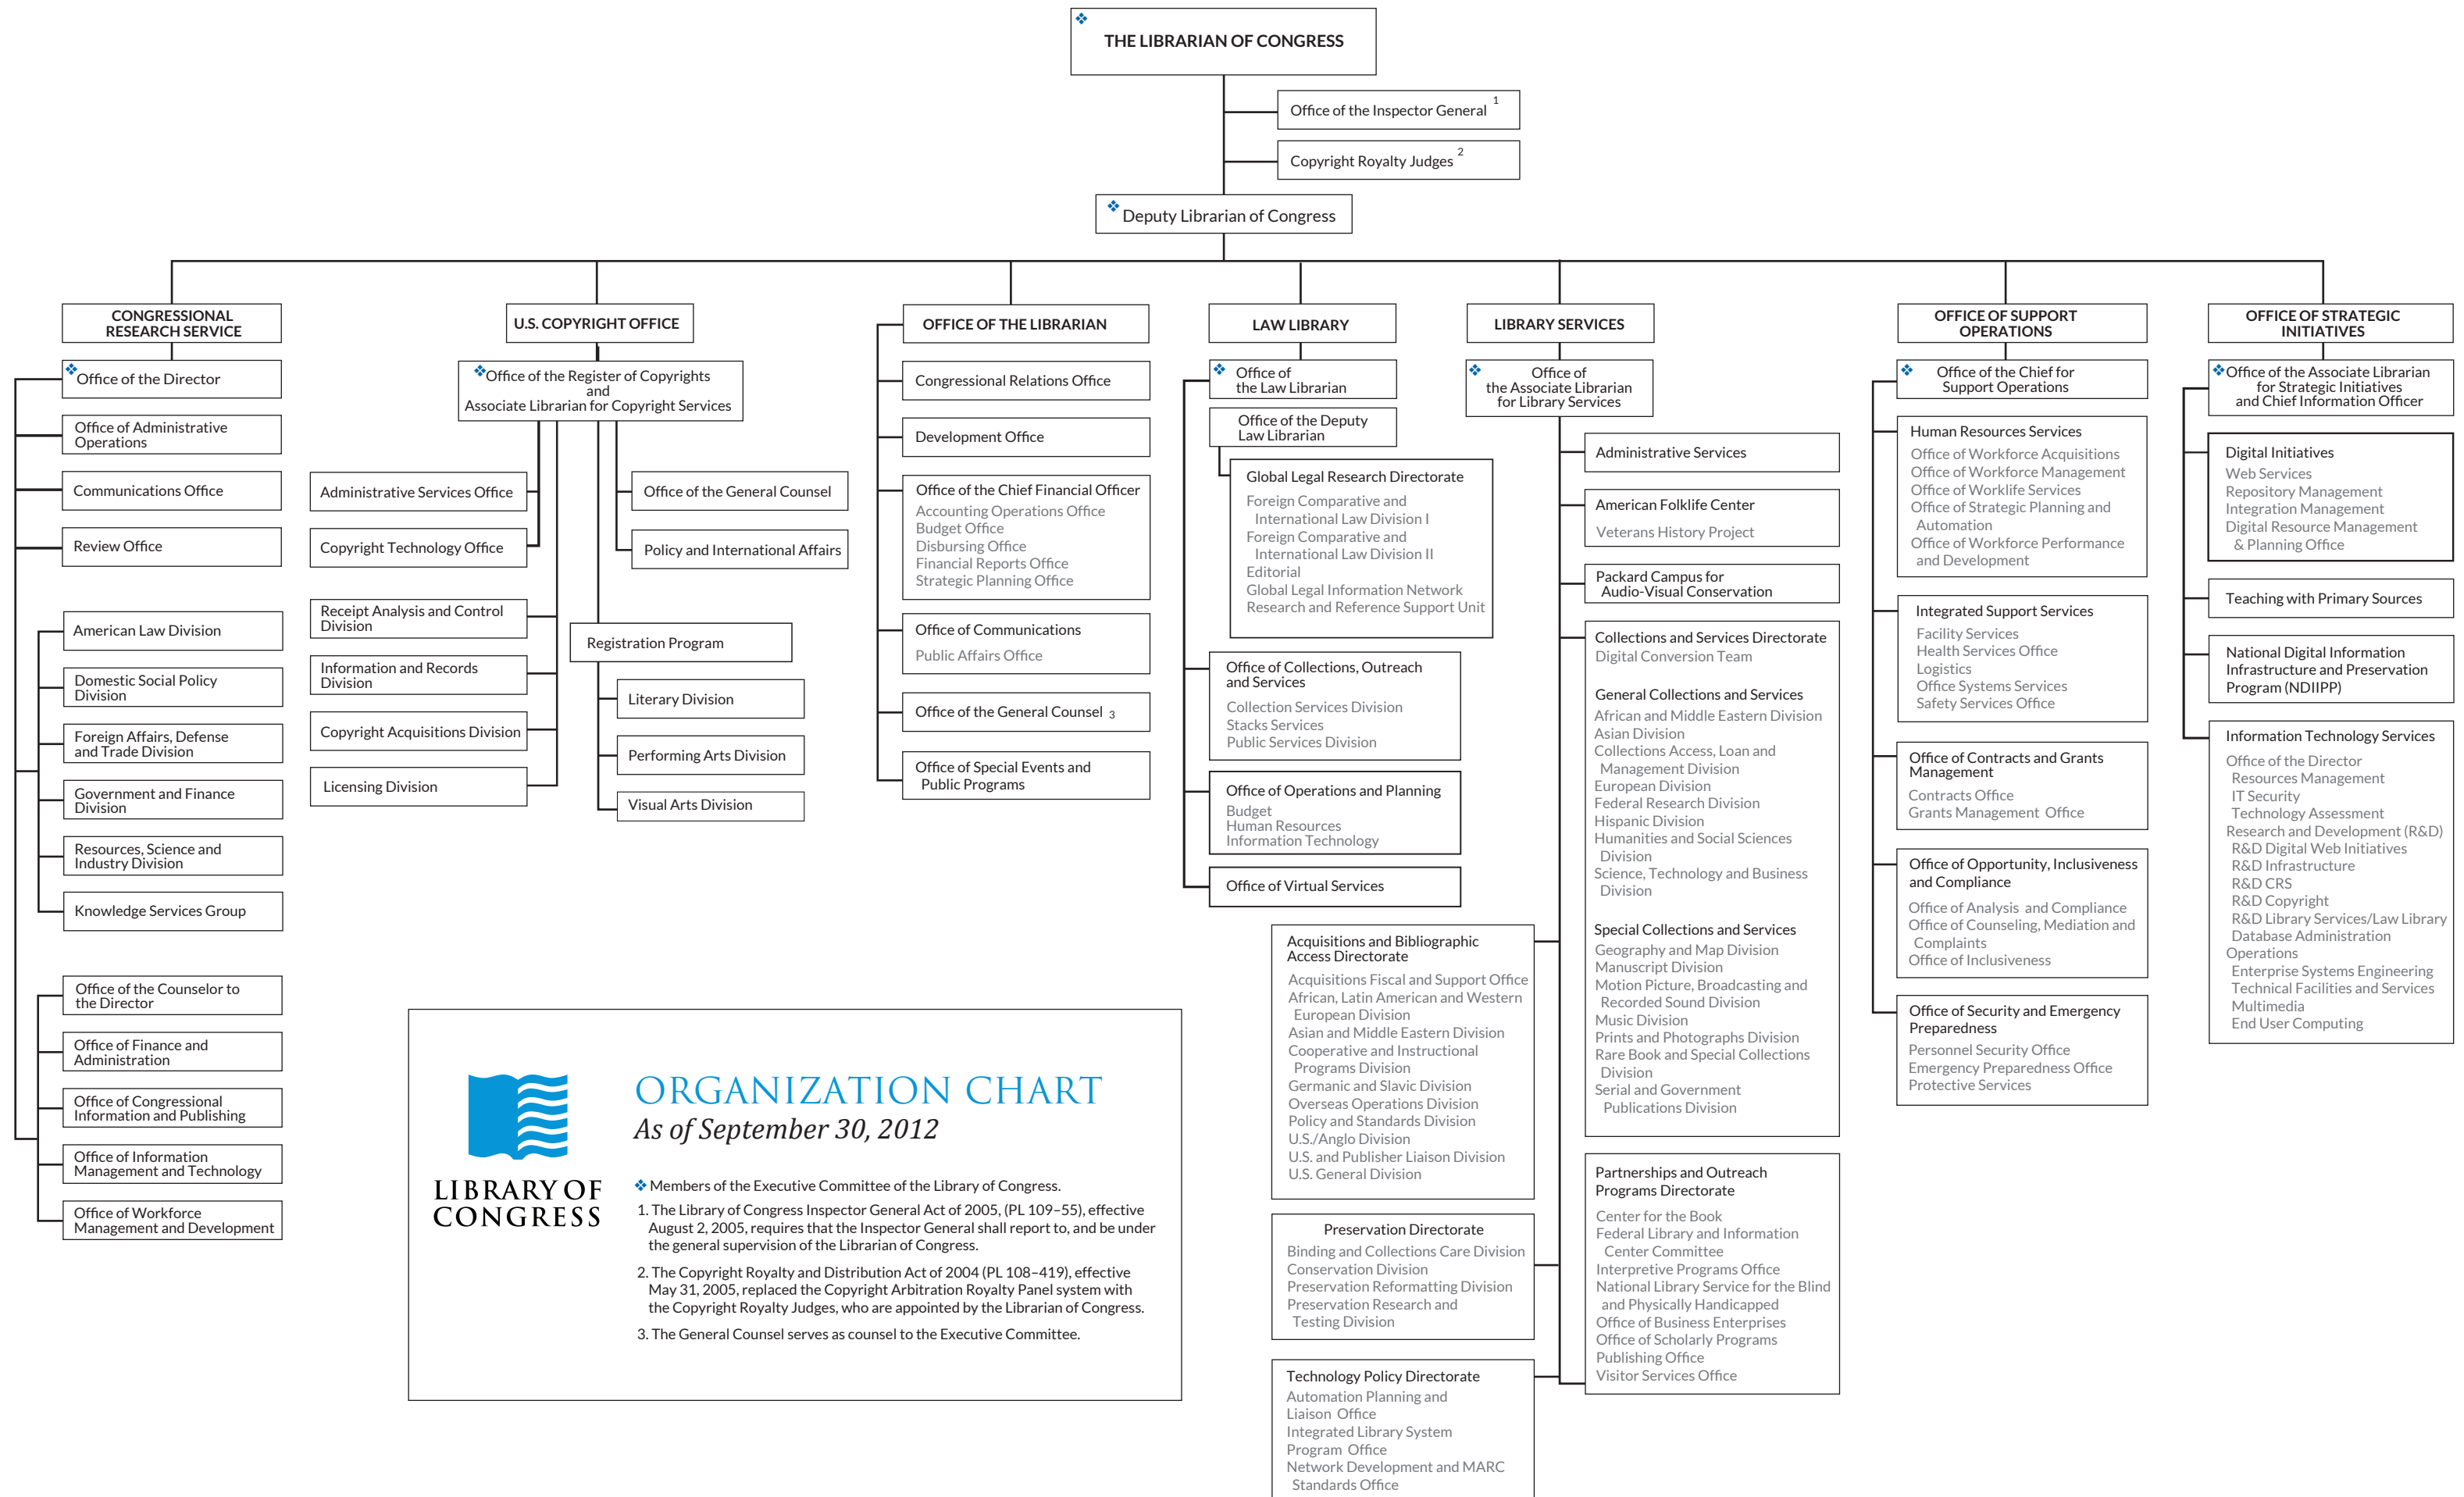 THE LIBRARIAN OF CONGRESS
Office of the Inspector General 1
Copyright Royalty Judges 2
Deputy Librarian of Congress
CONGRESSIONAL
RESEARCH SERVICE
Office of the Director
Office of Administrative
Operations
Communications Office
Review Office
American Law Division
Domestic Social Policy
Division
Foreign Affairs, Defense
and Trade Division
Government and Finance
Division
Resources, Science and
Industry Division
Knowledge Services Group
Office of the Counselor to
the Director
Office of Finance and
Administration
Office of Congressional
Information and Publishing
Office of Information
Management and Technology
Office of Workforce
Management and Development
U.S. COPYRIGHT OFFICE
Office of the Register of Copyrights
and
Associate Librarian for Copyright Services
Administrative Services Office
Copyright Technology Office
Receipt Analysis and Control
Division
Information and Records
Division
Copyright Acquisitions Division
Licensing Division
Office of the General Counsel
Policy and International Affairs
Registration Program
Literary Division
Performing Arts Division
Visual Arts Division
OFFICE OF THE LIBRARIAN
Congressional Relations Office
Development Office
Office of the Chief Financial Officer
Accounting Operations Office
Budget Office
Disbursing Office
Financial Reports Office
Strategic Planning Office
Office of Communications
Public Affairs Office
Office of the General Counsel 3
Office of Special Events and
Public Programs
LAW LIBRARY
Office of
the Law Librarian
Office of the Deputy
Law Librarian
Global Legal Research Directorate
Foreign Comparative and
International Law Division I
Foreign Comparative and
International Law Division II
Editorial
Global Legal Information Network
Research and Reference Support Unit
Office of Collections, Outreach
and Services
Collection Services Division
Stacks Services
Public Services Division
Office of Operations and Planning
Budget
Human Resources
Information Technology
Office of Virtual Services
LIBRARY SERVICES
Office of
the Associate Librarian
for Library Services
Administrative Services
American Folklife Center
Veterans History Project
Packard Campus for
Audio-Visual Conservation
Collections and Services Directorate
Digital Conversion Team
General Collections and Services
African and Middle Eastern Division
Asian Division
Collections Access, Loan and
Management Division
European Division
Federal Research Division
Hispanic Division
Humanities and Social Sciences
Division
Science, Technology and Business
Division
Special Collections and Services
Geography and Map Division
Manuscript Division
Motion Picture, Broadcasting and
Recorded Sound Division
Music Division
Prints and Photographs Division
Rare Book and Special Collections
Division
Serial and Government
Publications Division
Partnerships and Outreach
Programs Directorate
Center for the Book
Federal Library and Information
Center Committee
Interpretive Programs Office
National Library Service for the Blind
and Physically Handicapped
Office of Business Enterprises
Office of Scholarly Programs
Publishing Office
Visitor Services Office
Acquisitions and Bibliographic
Access Directorate
Acquisitions Fiscal and Support Office
African, Latin American and Western
European Division
Asian and Middle Eastern Division
Cooperative and Instructional
Programs Division
Germanic and Slavic Division
Overseas Operations Division
Policy and Standards Division
U.S./Anglo Division
U.S. and Publisher Liaison Division
U.S. General Division
Preservation Directorate
Binding and Collections Care Division
Conservation Division
Preservation Reformatting Division
Preservation Research and
Testing Division
Technology Policy Directorate
Automation Planning and
Liaison Office
Integrated Library System
Program Office
Network Development and MARC
Standards Office
OFFICE OF SUPPORT
OPERATIONS
Office of the Chief for
Support Operations
Human Resources Services
Office of Workforce Acquisitions
Office of Workforce Management
Office of Worklife Services
Office of Strategic Planning and
Automation
Office of Workforce Performance
and Development
Integrated Support Services
Facility Services
Health Services Office
Logistics
Office Systems Services
Safety Services Office
Office of Contracts and Grants
Management
Contracts Office
Grants Management Office
Office of Opportunity, Inclusiveness
and Compliance
Office of Analysis and Compliance
Office of Counseling, Mediation and
Complaints
Office of Inclusiveness
Office of Security and Emergency
Preparedness
Personnel Security Office
Emergency Preparedness Office
Protective Services
OFFICE OF STRATEGIC
INITIATIVES
Office of the Associate Librarian
for Strategic Initiatives
and Chief Information Officer
Digital Initiatives
Web Services
Repository Management
Integration Management
Digital Resource Management
& Planning Office
Teaching with Primary Sources
National Digital Information
Infrastructure and Preservation
Program (NDIIPP)
Information Technology Services
Office of the Director
Resources Management
IT Security
Technology Assessment
Research and Development (R&D)
R&D Digital Web Initiatives
R&D Infrastructure
R&D CRS
R&D Copyright
R&D Library Services/Law Library
Database Administration
Operations
Enterprise Systems Engineering
Technical Facilities and Services
Multimedia
End User Computing
LIBRARY OF
CONGRESS
ORGANIZATION CHART
As of September 30, 2012
Members of the Executive Committee of the Library of Congress.
1. The Library of Congress Inspector General Act of 2005, (PL 109–55), effective
August 2, 2005, requires that the Inspector General shall report to, and be under
the general supervision of the Librarian of Congress.
2. The Copyright Royalty and Distribution Act of 2004 (PL 108–419), effective
May 31, 2005, replaced the Copyright Arbitration Royalty Panel system with
the Copyright Royalty Judges, who are appointed by the Librarian of Congress.
3. The General Counsel serves as counsel to the Executive Committee.